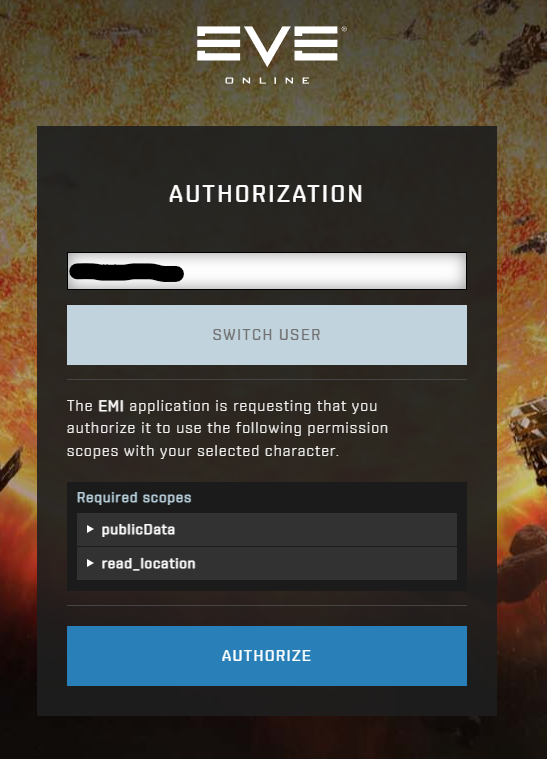 EVE
ONLINE
AUTHORIZATION
SWITCH USER
The EMI application is requesting that you
authorize it to use the following permission
scopes with your selected character.
Required scopes
publicData
read_location
AUTHORIZE